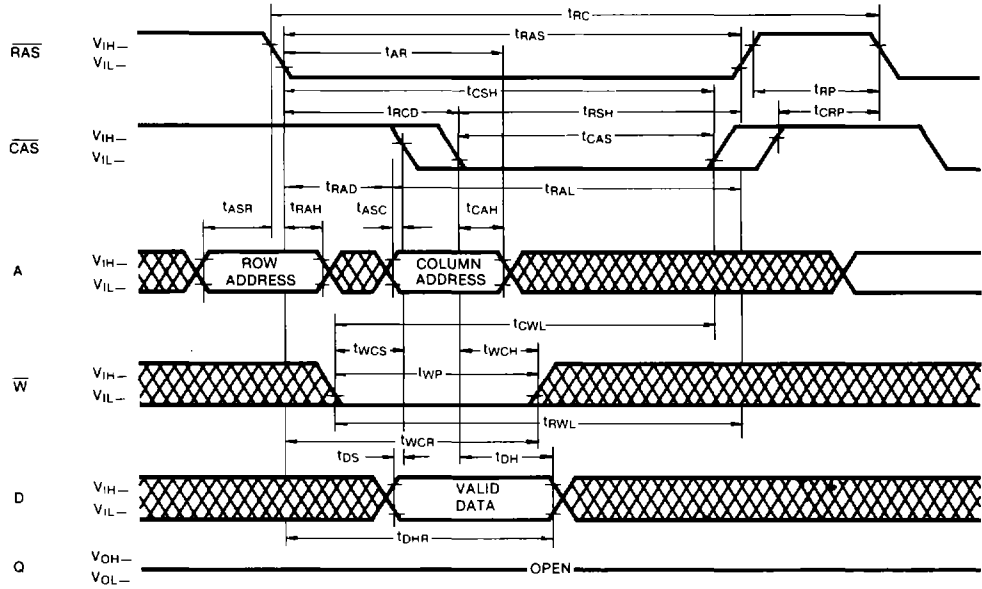 tRC
RAS
VIH—
VIL—
tRAS
tAR
tCSH
tRP
tRCD
tRSH
tCRP
CAS
VIH—
VIL—
tCAS
tRAD
tRAL
tASR
tRAH
tASC
tCAH
A
VIH—
VIL—
ROW
ADDRESS
COLUMN
ADDRESS
tCWL
tWCS
tWCH
W
VIH—
VIL—
tWP
tRWL
tWCR
tDS
tDH
D
VIH—
VIL—
VALID
DATA
tDHR
Q
VOH—
VOL—
OPEN